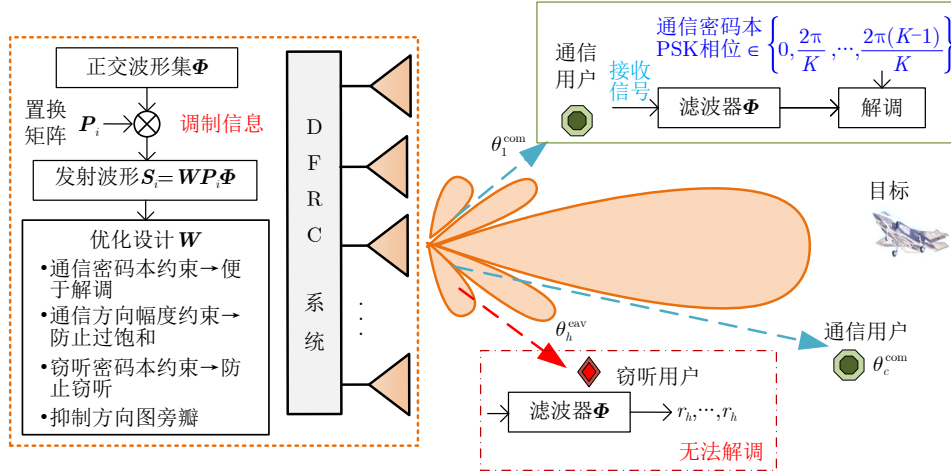 正交波形集Φ
置换
矩阵
P_i
调制信息
发射波形S_i=WP_iΦ
优化设计W
•通信密码本约束→便
于解调
•通信方向幅度约束→
防止过饱和
•窃听密码本约束→防
止窃听
•抑制方向图旁瓣
D
F
R
C
系
统
通信
用户
接收
信号
通信密码本
PSK相位 ∈ {0, 2π/K, ⋯, 2π(K−1)/K}
滤波器Φ
解调
θ_1^com
目标
θ_h^eav
通信用户
θ_c^com
窃听用户
滤波器Φ
r_h,⋯,r_h
无法解调